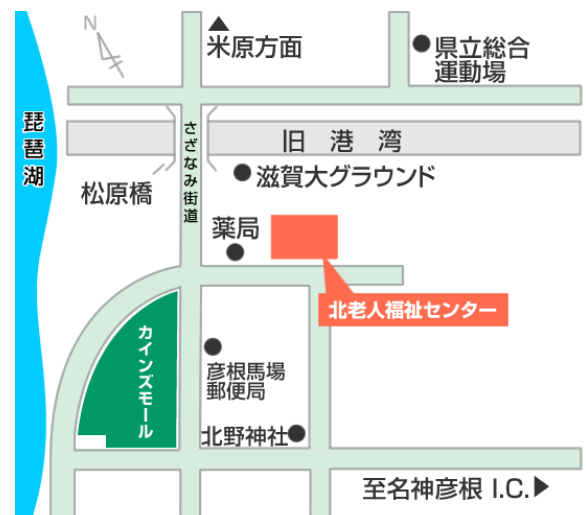 N
▲
米原方面
●県立総合
運動場
琵琶湖
さざなみ街道
旧港湾
松原橋
●滋賀大グラウンド
薬局
北老人福祉センター
カインズモール
彦根馬場
郵便局
北野神社
至名神彦根 I.C.▶